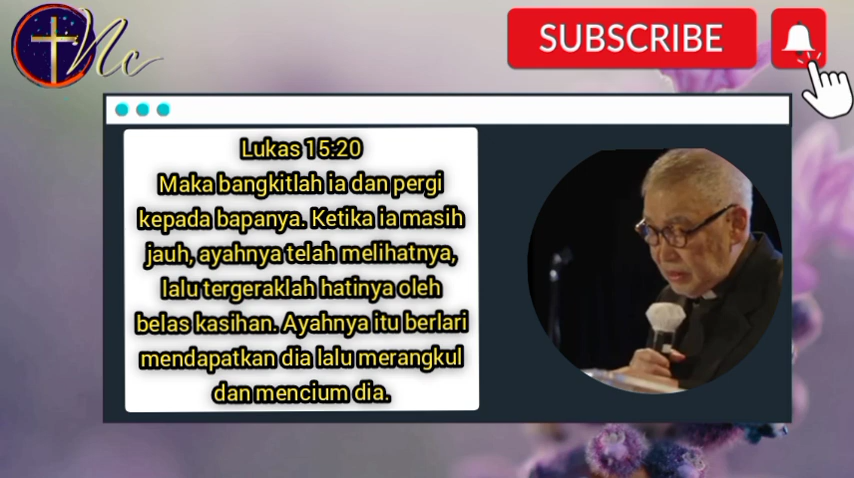 Nc
SUBSCRIBE
Lukas 15:20
Maka bangkitlah ia dan pergi
kepada bapanya. Ketika ia masih
jauh, ayahnya telah melihatnya,
lalu tergeraklah hatinya oleh
belas kasihan. Ayahnya itu berlari
mendapatkan dia lalu merangkul
dan mencium dia.